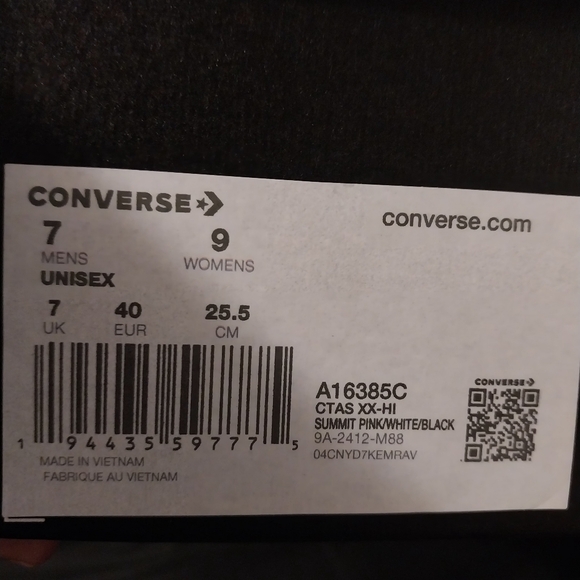 CONVERSE
converse.com
7 9
MENS WOMENS
UNISEX
7 40 25.5
UK EUR CM
1 94435 59777 5
MADE IN VIETNAM
FABRIQUE AU VIETNAM
A16385C
CTAS XX-HI
SUMMIT PINK/WHITE/BLACK
9A-2412-M88
04CNYD7KEMRAV
CONVERSE